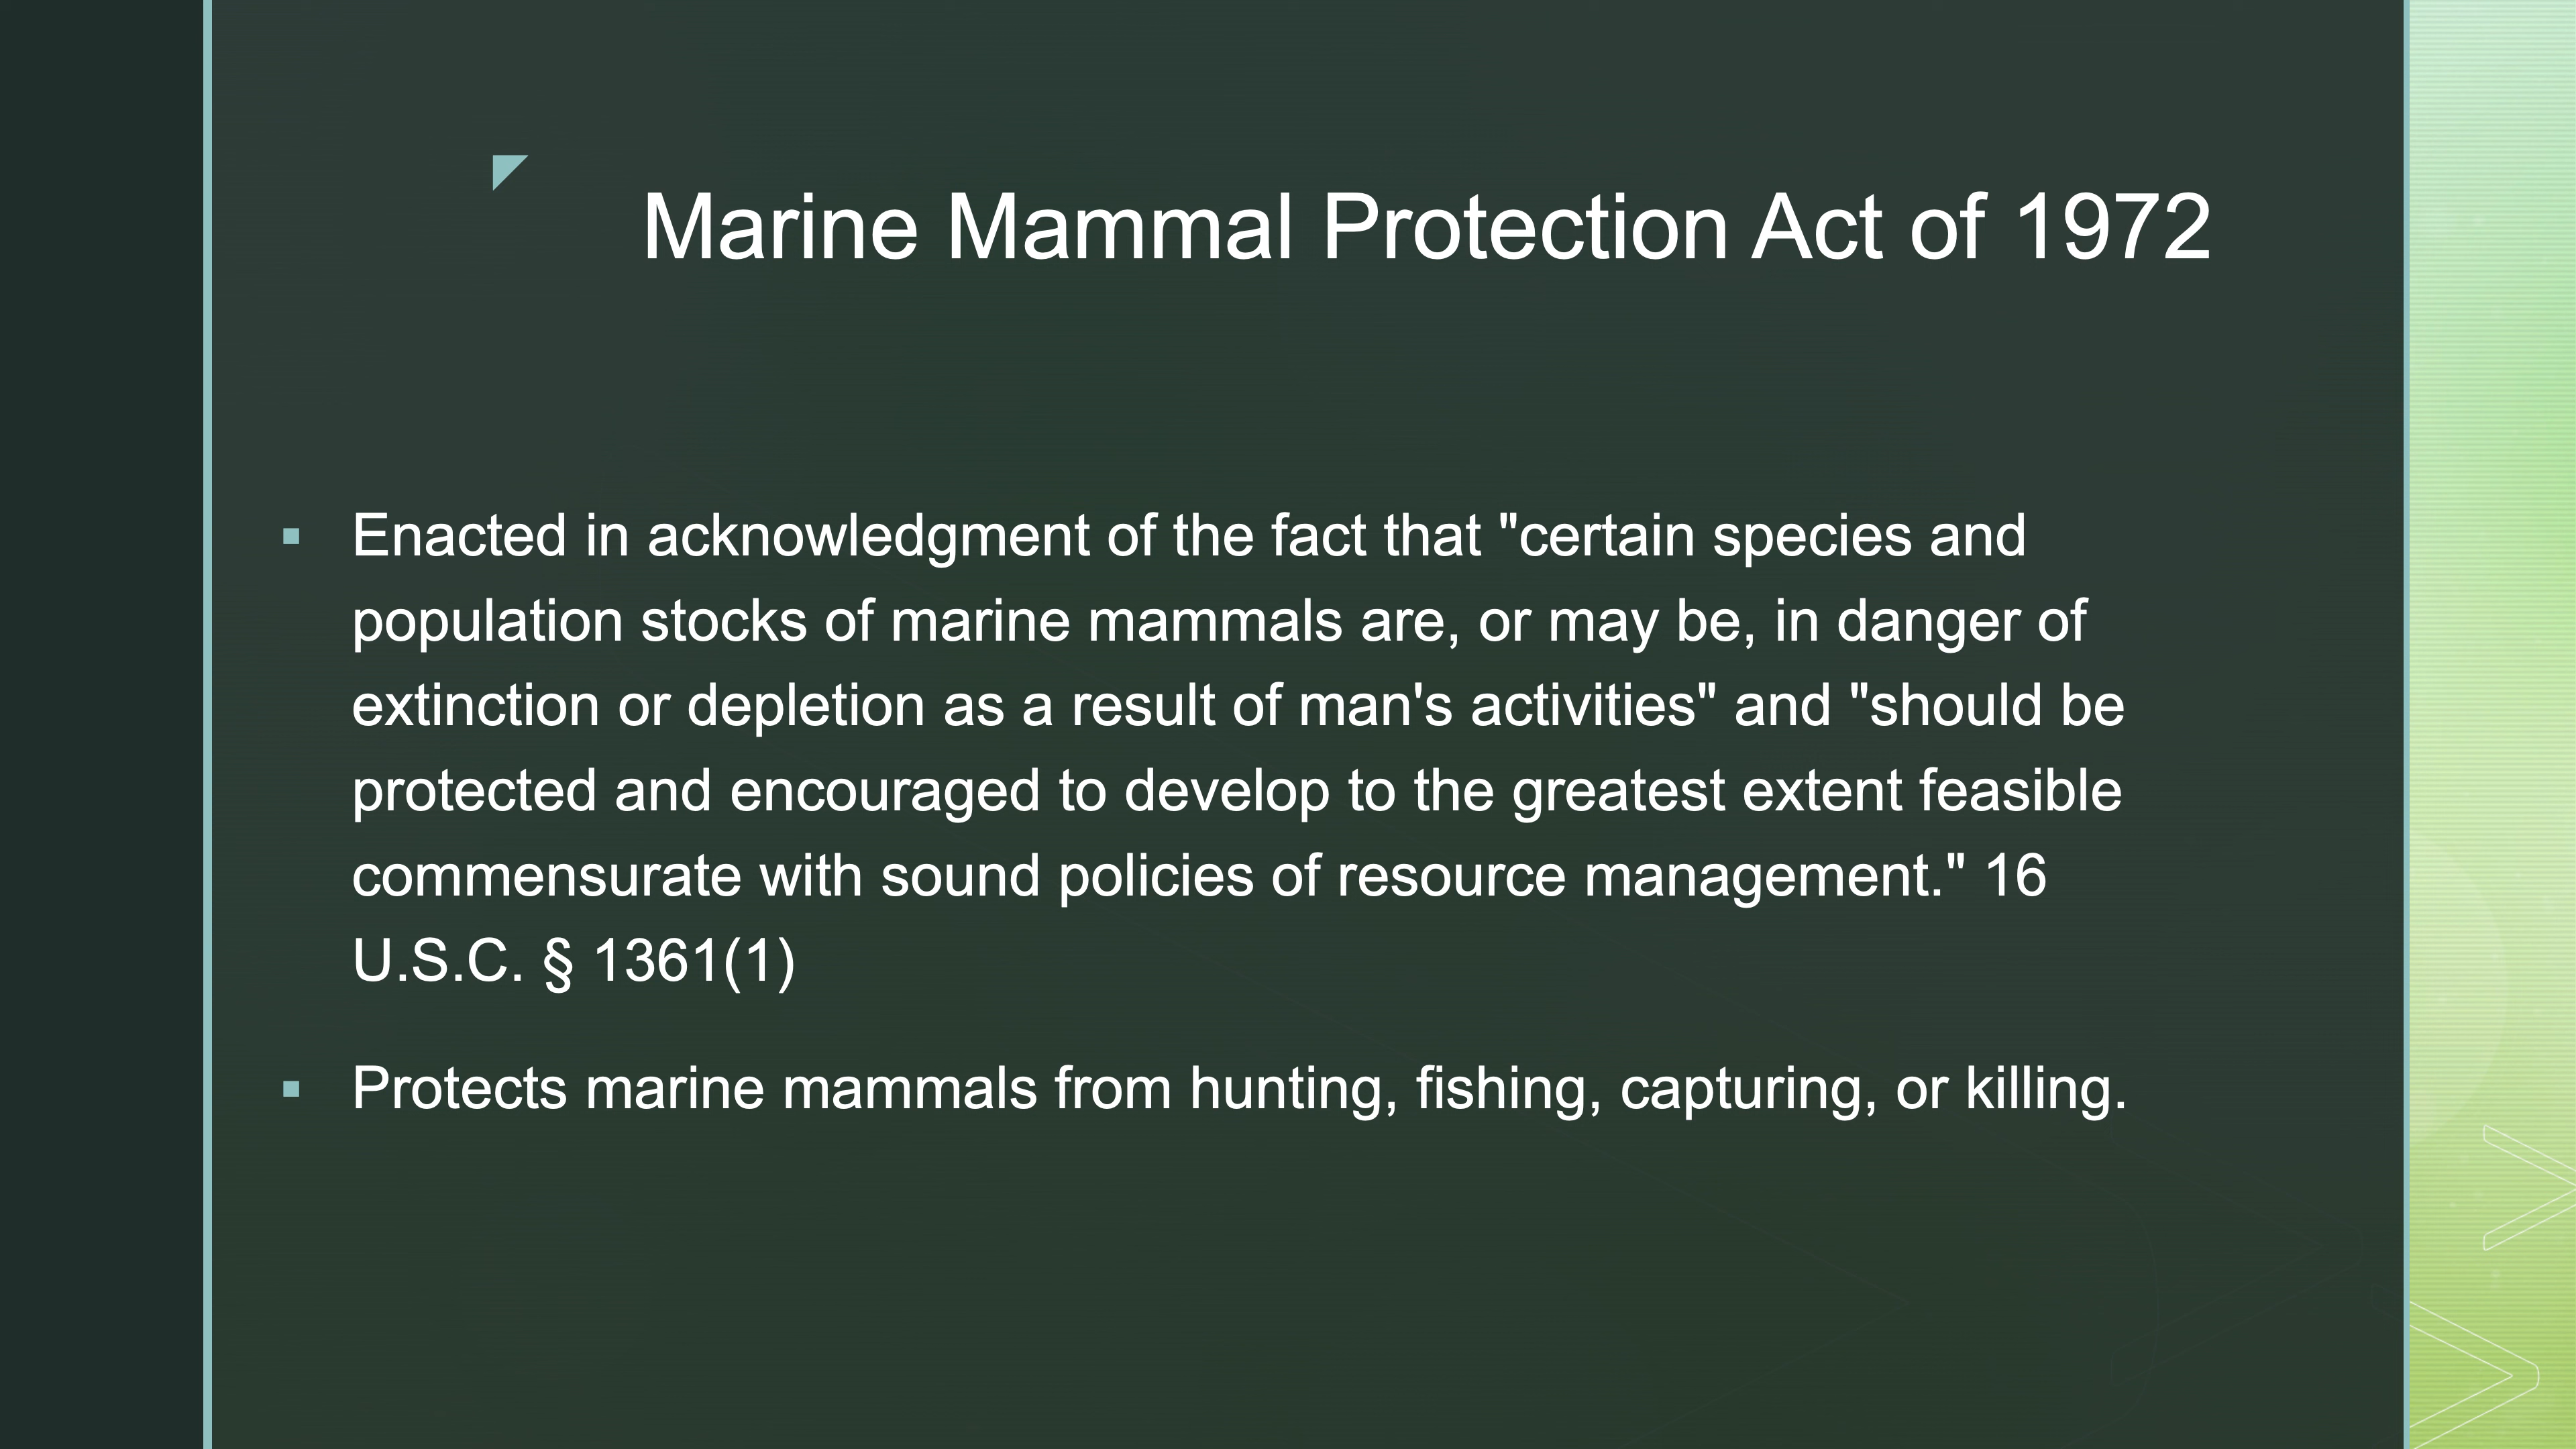 Marine Mammal Protection Act of 1972
Enacted in acknowledgment of the fact that "certain species and
population stocks of marine mammals are, or may be, in danger of
extinction or depletion as a result of man's activities" and "should be
protected and encouraged to develop to the greatest extent feasible
commensurate with sound policies of resource management." 16
U.S.C. § 1361(1)
Protects marine mammals from hunting, fishing, capturing, or killing.